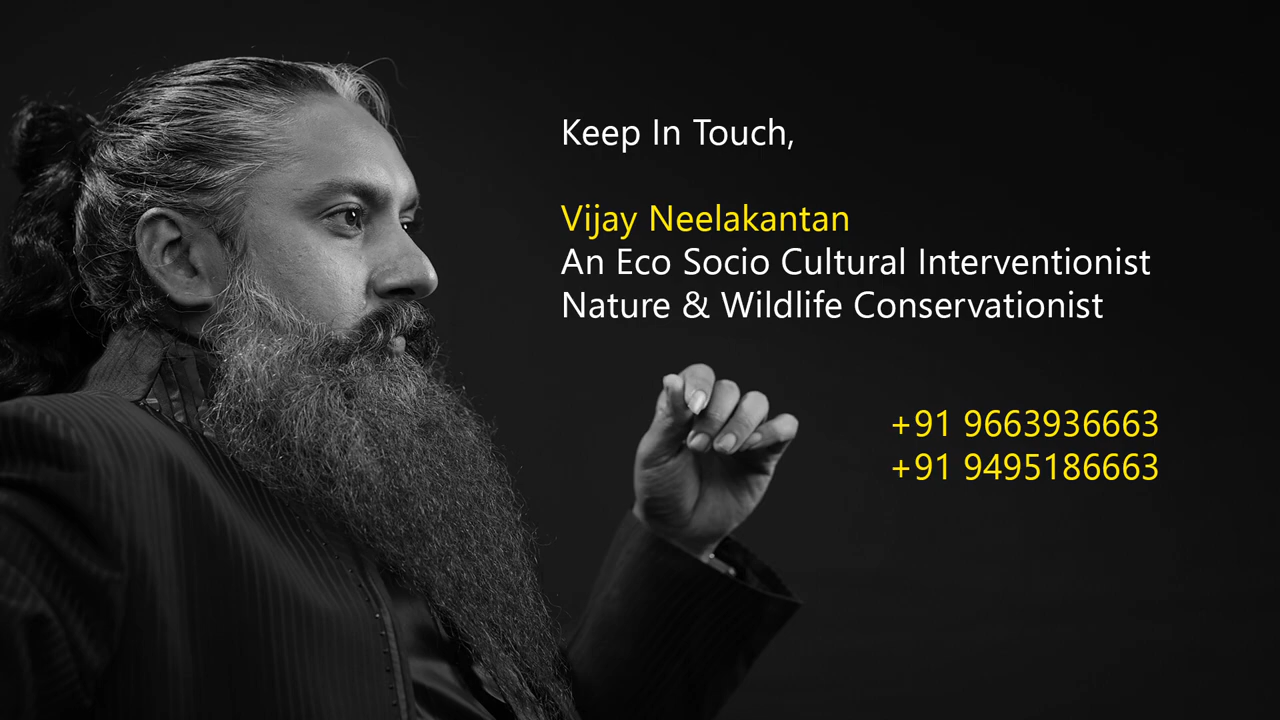 Keep In Touch,
Vijay Neelakantan
An Eco Socio Cultural Interventionist
Nature & Wildlife Conservationist
+91 9663936663
+91 9495186663